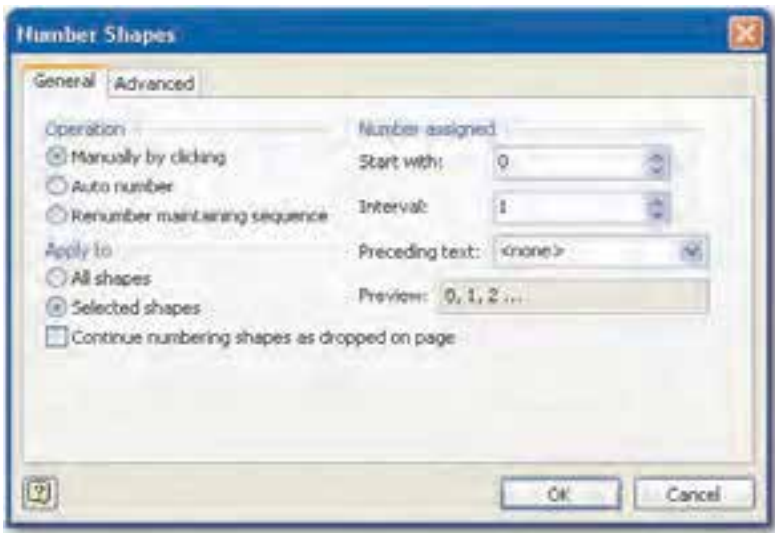 Number Shapes
General Advanced
Operation
Manually by clicking
Auto number
Renumber maintaining sequence
Apply to
All shapes
Selected shapes
Continue numbering shapes as dropped on page
Number assigned
Start with: 0
Interval: 1
Preceding text: <none>
Preview: 0, 1, 2 ...
OK Cancel